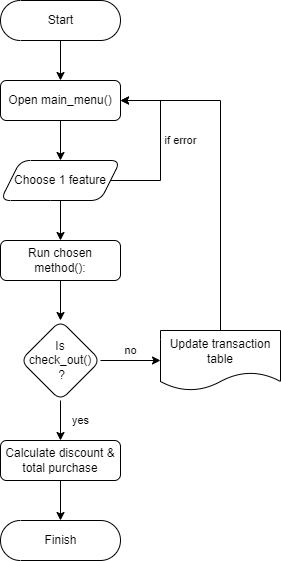 Start
Open main_menu()
if error
Choose 1 feature
Run chosen
method():
Is
check_out()
?
no
Update transaction
table
yes
Calculate discount &
total purchase
Finish